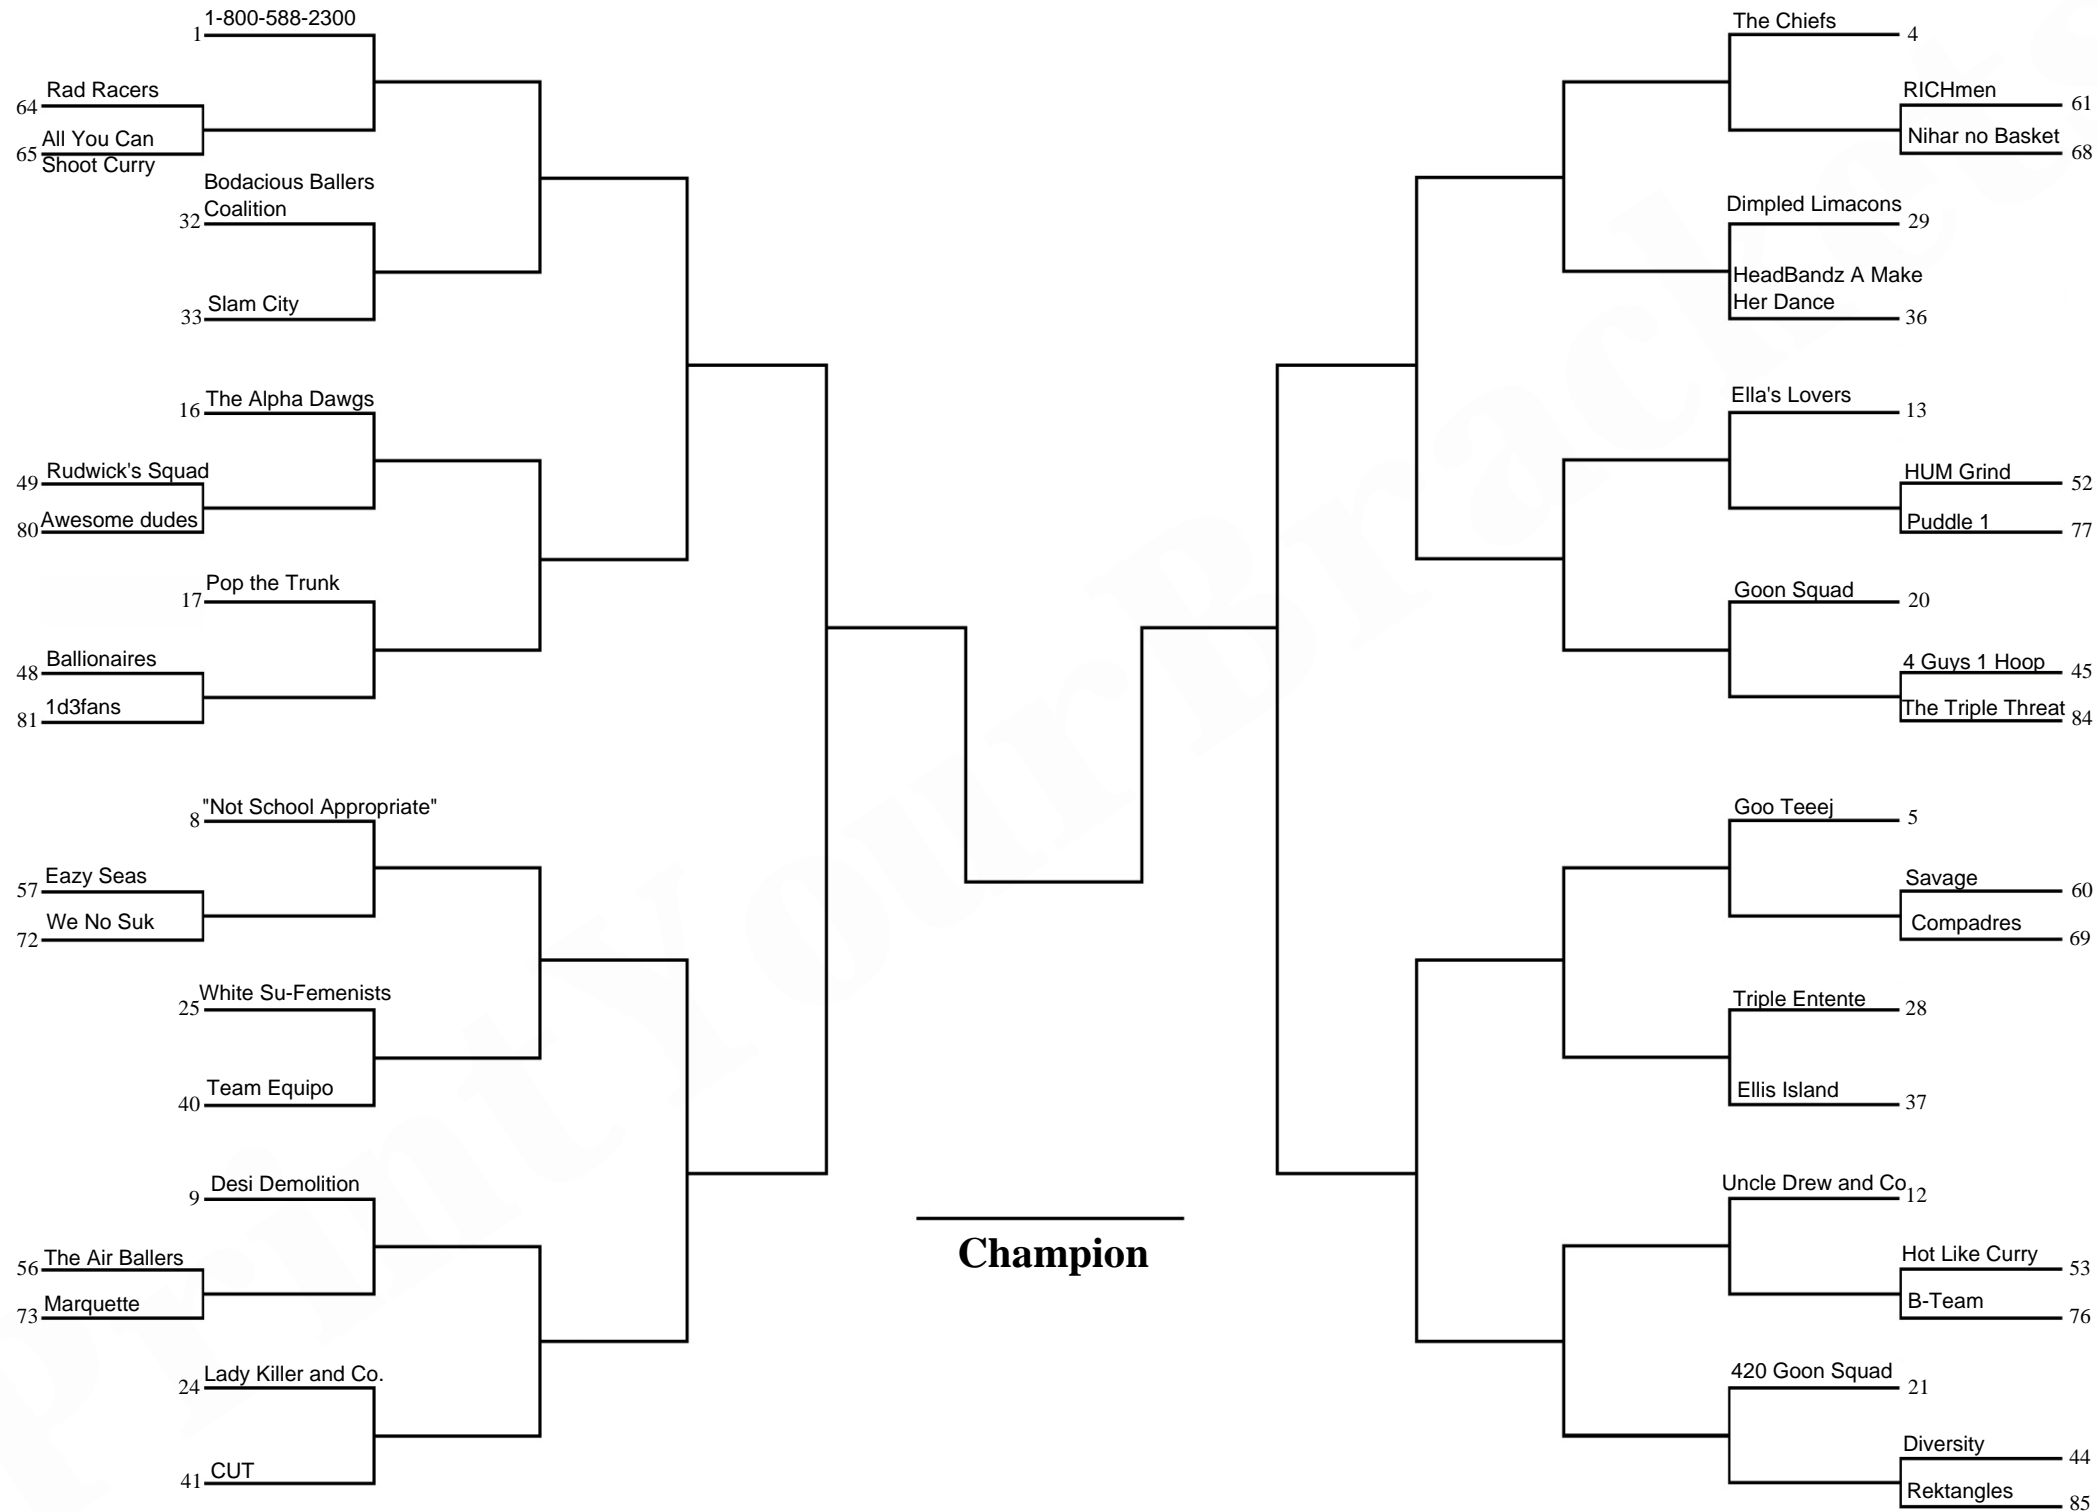 1-800-588-2300
1
Rad Racers
64
All You Can
65
Shoot Curry
Bodacious Ballers
Coalition
32
Slam City
33
The Alpha Dawgs
16
Rudwick's Squad
49
Awesome dudes
80
Pop the Trunk
17
Ballionaires
48
1d3fans
81
"Not School Appropriate"
8
Eazy Seas
57
We No Suk
72
White Su-Femenists
25
Team Equipo
40
Desi Demolition
9
The Air Ballers
56
Marquette
73
Lady Killer and Co.
24
CUT
41
Champion
The Chiefs
4
RICHmen
61
Nihar no Basket
68
Dimpled Limacons
29
HeadBandz A Make
Her Dance
36
Ella's Lovers
13
HUM Grind
52
Puddle 1
77
Goon Squad
20
4 Guys 1 Hoop
45
The Triple Threat
84
Goo Teeej
5
Savage
60
Compadres
69
Triple Entente
28
Ellis Island
37
Uncle Drew and Co
12
Hot Like Curry
53
B-Team
76
420 Goon Squad
21
Diversity
44
Rektangles
85
PrintYourBrackets